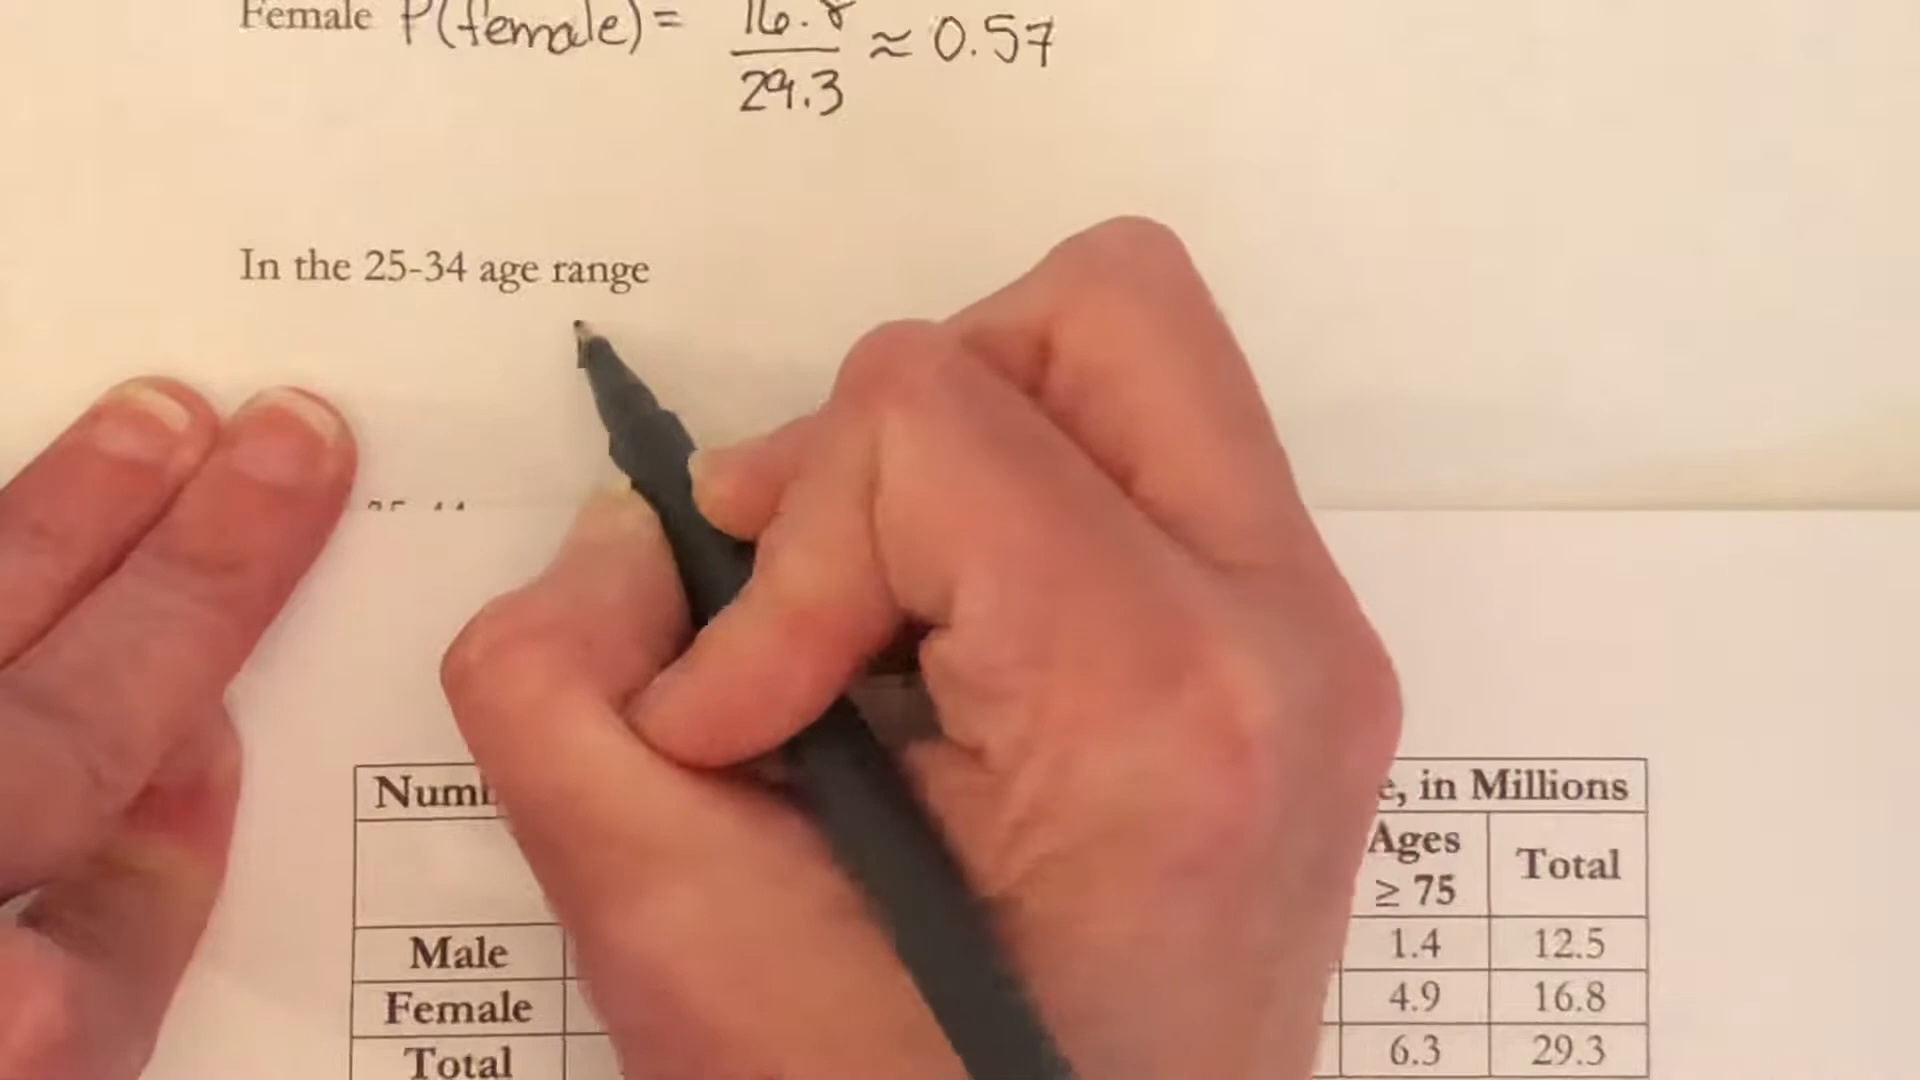 Female P(female) = 16.8 / 29.3 ≈ 0.57
In the 25-34 age range
e, in Millions
Ages ≥ 75 Total
Male 1.4 12.5
Female 4.9 16.8
Total 6.3 29.3